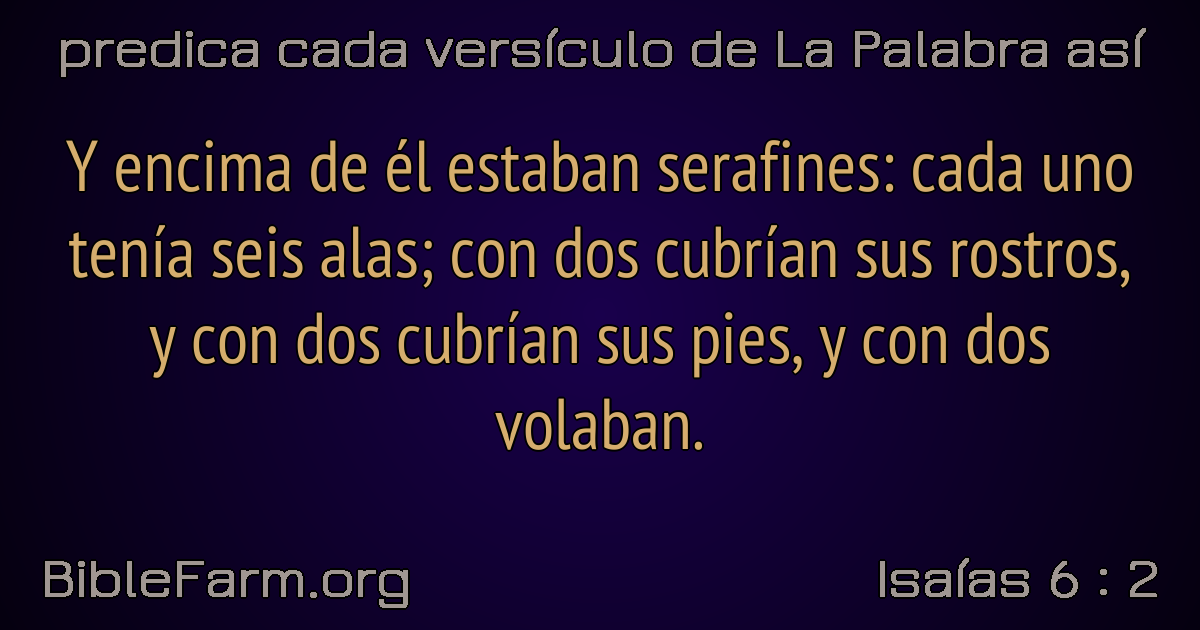 predica cada versículo de La Palabra así
Y encima de él estaban serafines: cada uno
tenía seis alas; con dos cubrían sus rostros,
y con dos cubrían sus pies, y con dos
volaban.
BibleFarm.org
Isaías 6 : 2